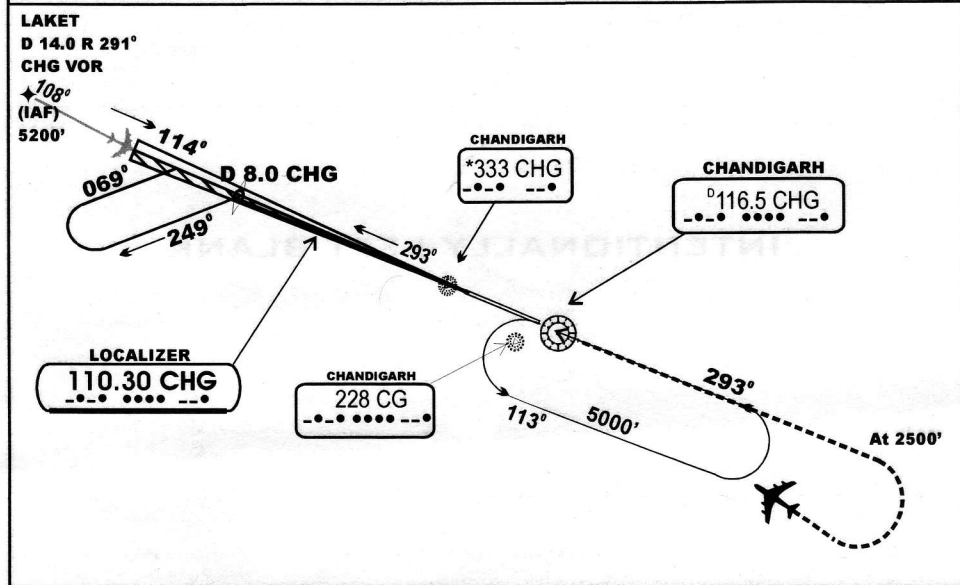 LAKET
D 14.0 R 291°
CHG VOR
108°
(IAF)
5200'
114°
069°
D 8.0 CHG
249°
293°
CHANDIGARH
*333 CHG
CHANDIGARH
D116.5 CHG
LOCALIZER
110.30 CHG
CHANDIGARH
228 CG
113°
5000'
293°
At 2500'